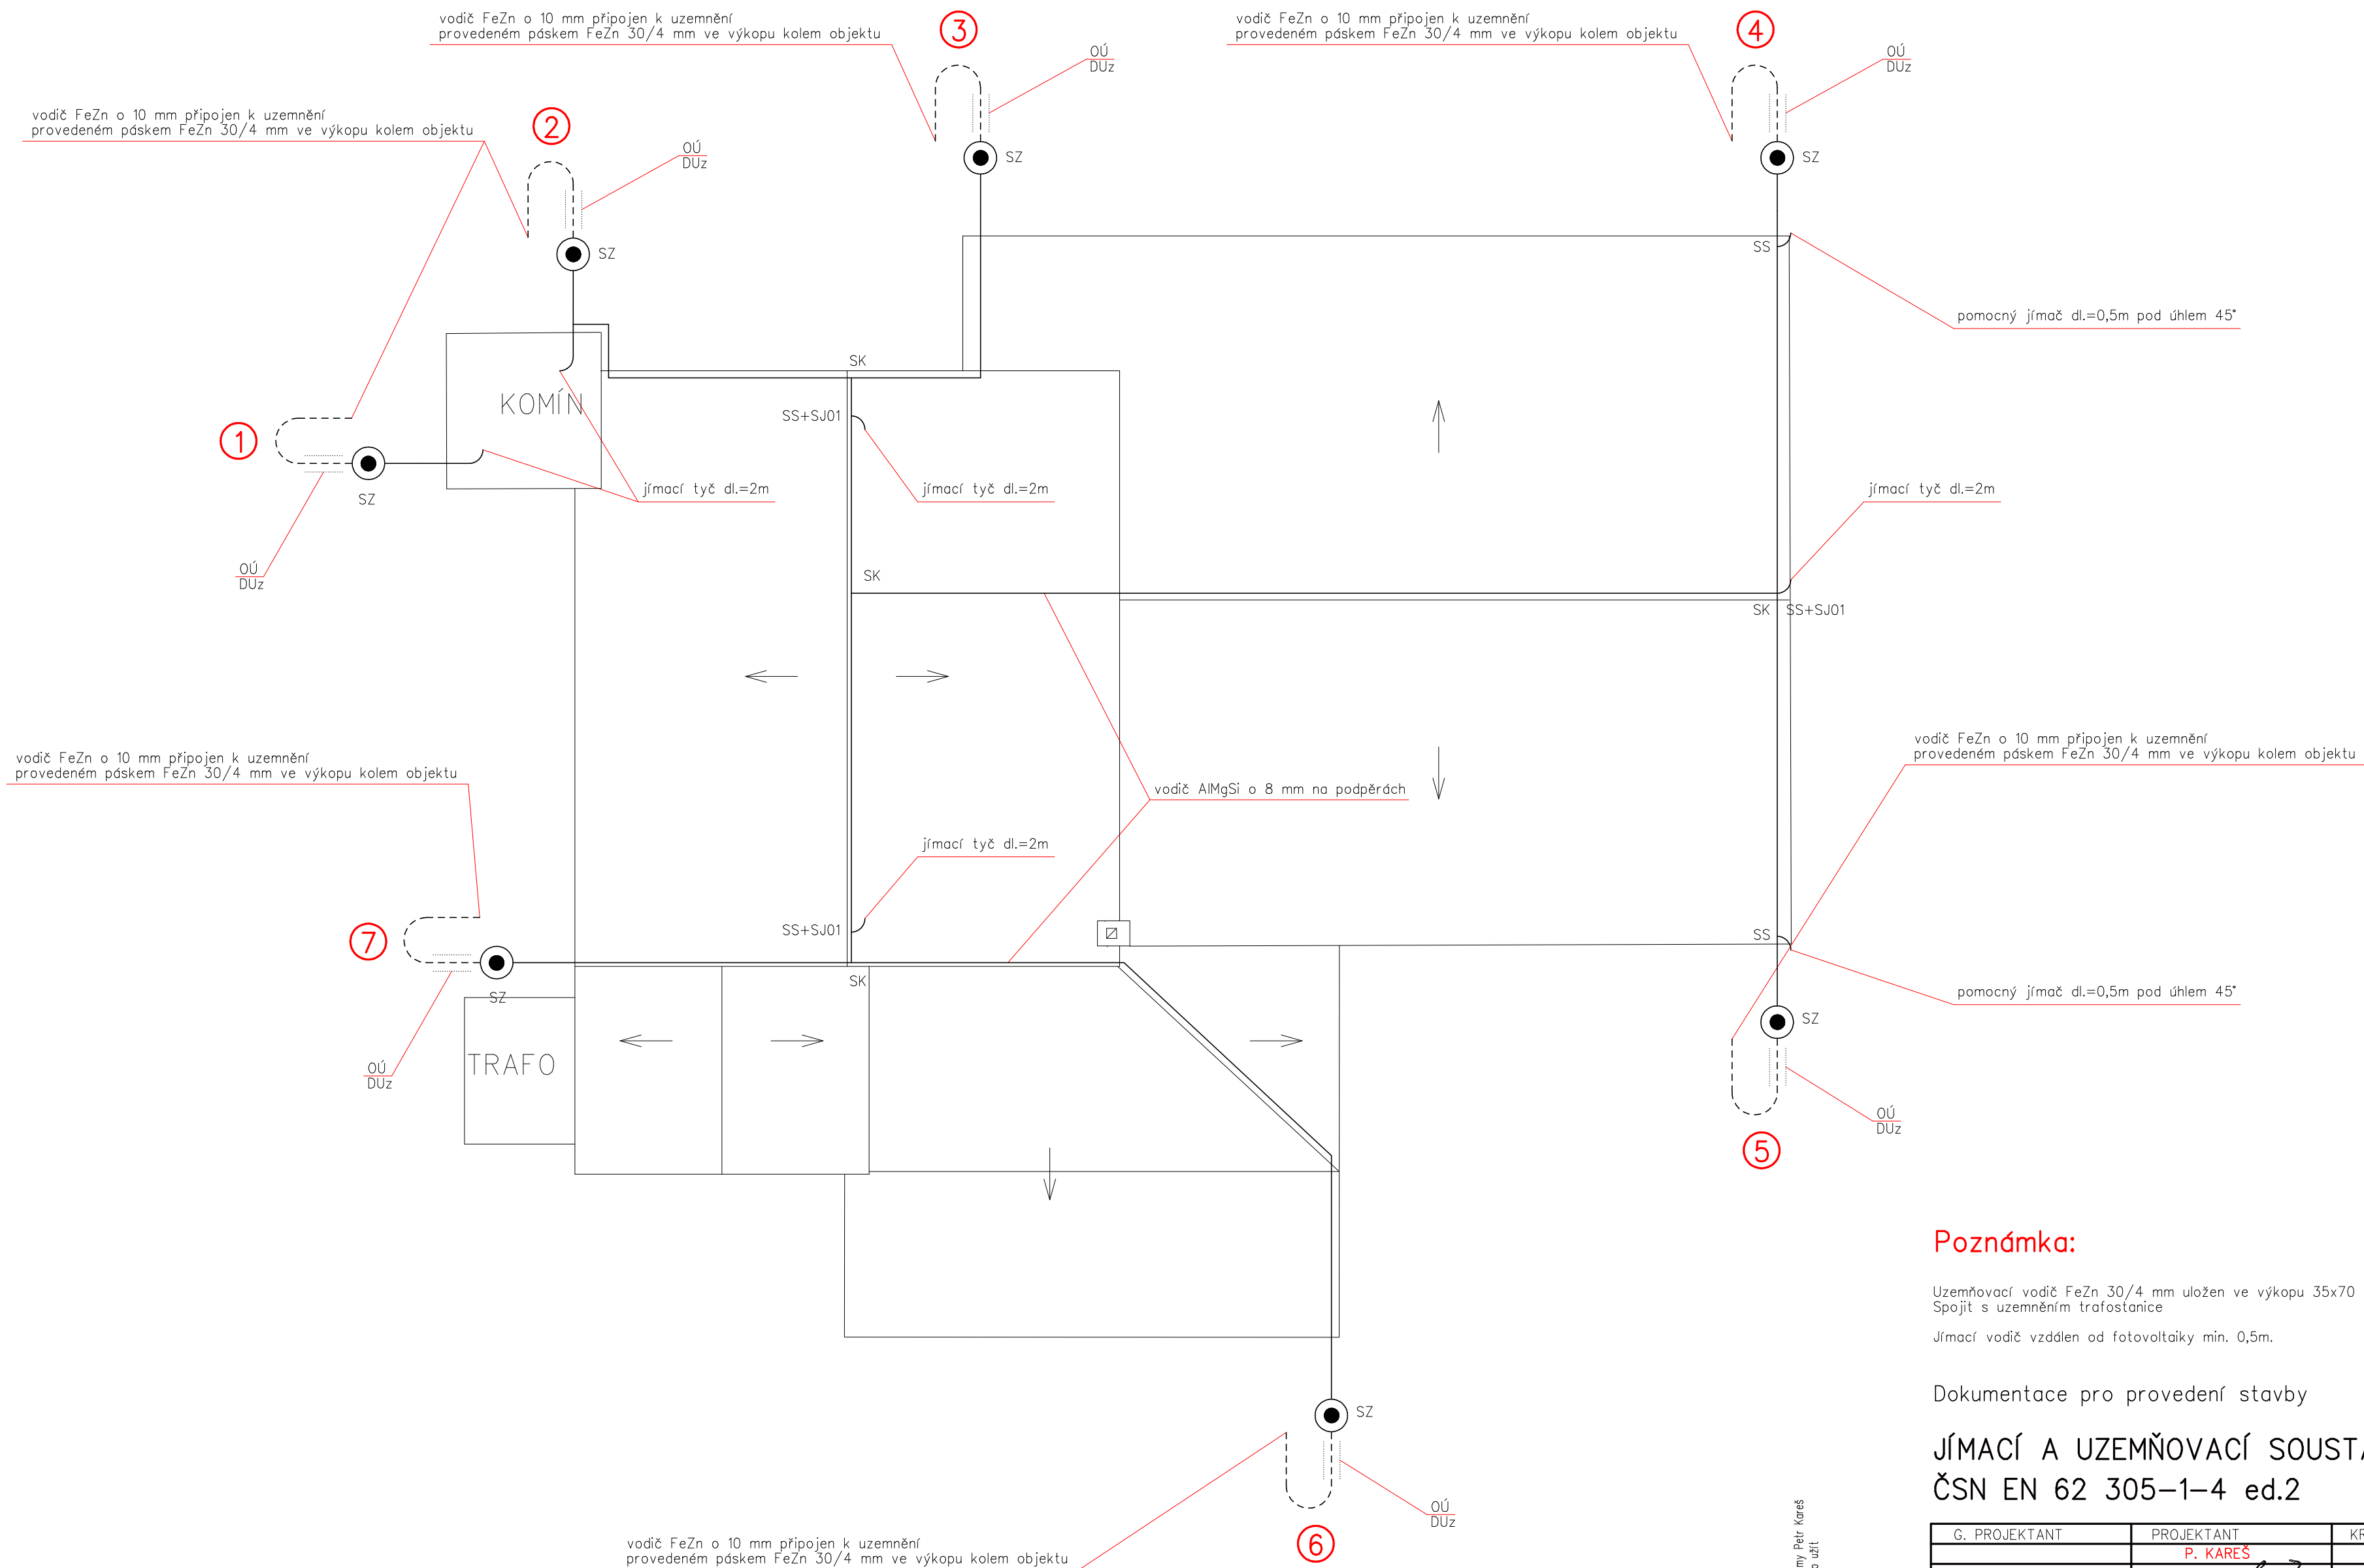 vodič FeZn o 10 mm připojen k uzemnění
provedeném páskem FeZn 30/4 mm ve výkopu kolem objektu
3
OÚ
DUz
SZ
vodič FeZn o 10 mm připojen k uzemnění
provedeném páskem FeZn 30/4 mm ve výkopu kolem objektu
4
OÚ
DUz
SZ
vodič FeZn o 10 mm připojen k uzemnění
provedeném páskem FeZn 30/4 mm ve výkopu kolem objektu
2
OÚ
DUz
SZ
SS
pomocný jímač dl.=0,5m pod úhlem 45°
SK
KOMÍN
SS+SJ01
1
SZ
jímací tyč dl.=2m
jímací tyč dl.=2m
jímací tyč dl.=2m
OÚ
DUz
SK
SK
SS+SJ01
vodič FeZn o 10 mm připojen k uzemnění
provedeném páskem FeZn 30/4 mm ve výkopu kolem objektu
vodič FeZn o 10 mm připojen k uzemnění
provedeném páskem FeZn 30/4 mm ve výkopu kolem objektu
vodič AlMgSi o 8 mm na podpěrách
jímací tyč dl.=2m
SS+SJ01
SS
7
SK
SZ
pomocný jímač dl.=0,5m pod úhlem 45°
SZ
OÚ
DUz
TRAFO
OÚ
DUz
5
Poznámka:
Uzemňovací vodič FeZn 30/4 mm uložen ve výkopu 35x70
Spojit s uzemněním trafostanice
Jímací vodič vzdálen od fotovoltaiky min. 0,5m.
Dokumentace pro provedení stavby
SZ
JÍMACÍ A UZEMŇOVACÍ SOUSTA
ČSN EN 62 305-1-4 ed.2
OÚ
DUz
6
vodič FeZn o 10 mm připojen k uzemnění
provedeném páskem FeZn 30/4 mm ve výkopu kolem objektu
my Petr Kareš
užít
G. PROJEKTANT
PROJEKTANT
KR
P. KAREŠ